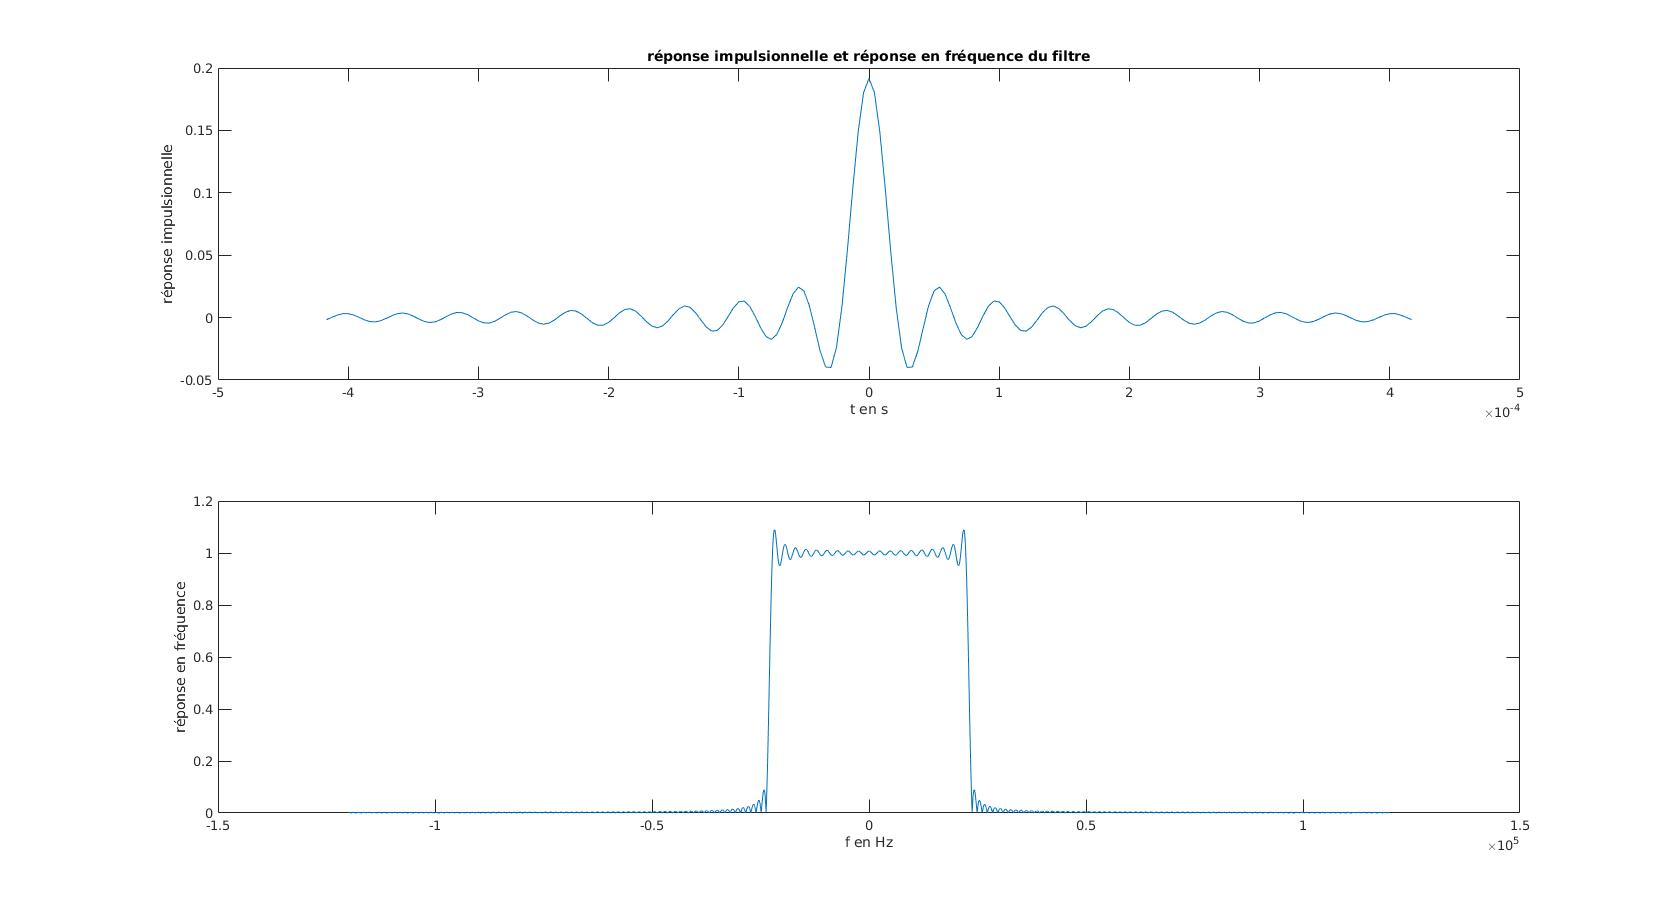 réponse impulsionnelle et réponse en fréquence du filtre
0.2
0.15
0.1
0.05
0
-0.05
réponse impulsionnelle
-5 -4 -3 -2 -1 0 1 2 3 4 5
t en s
×10-4
1.2
1
0.8
0.6
0.4
0.2
0
réponse en fréquence
-1.5 -1 -0.5 0 0.5 1 1.5
f en Hz
×105